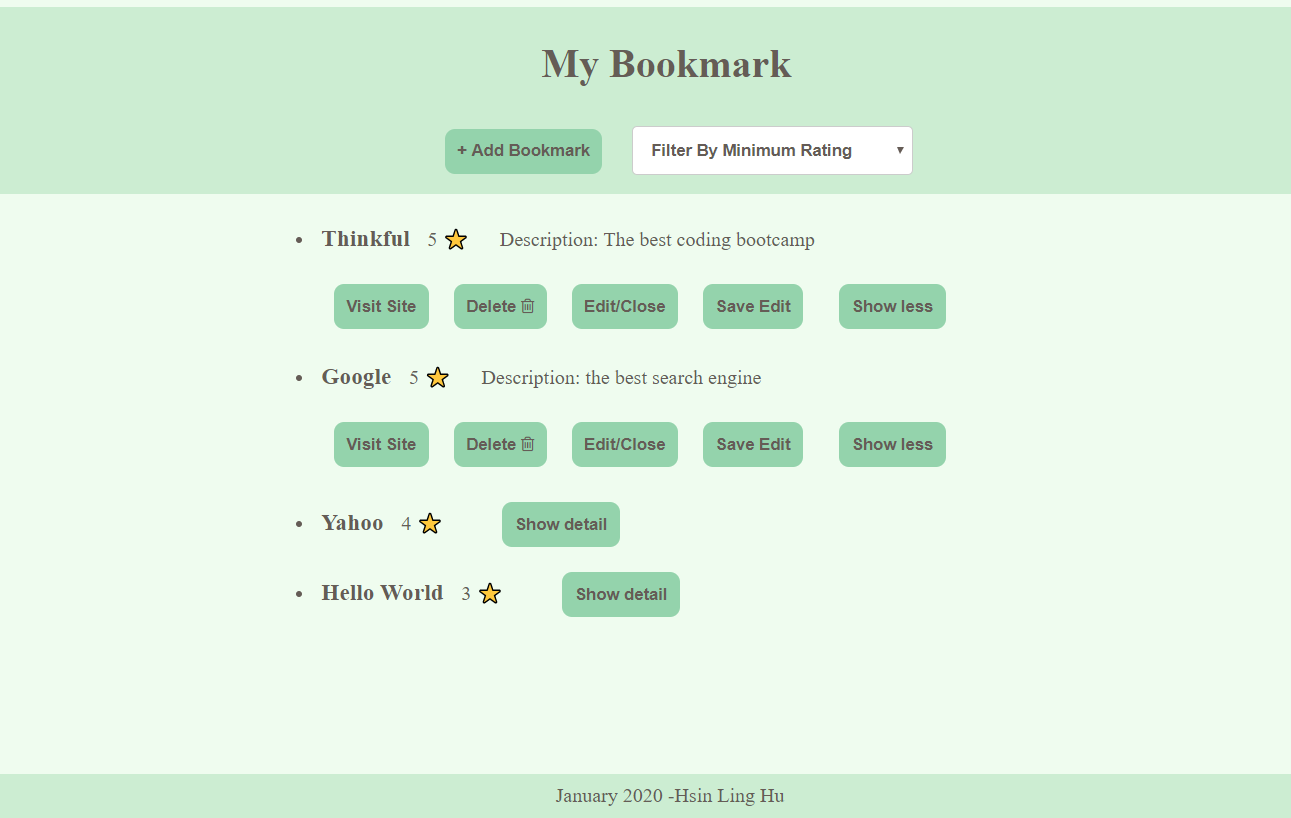 My Bookmark
+ Add Bookmark Filter By Minimum Rating
Thinkful 5 Description: The best coding bootcamp
Visit Site Delete Edit/Close Save Edit Show less
Google 5 Description: the best search engine
Visit Site Delete Edit/Close Save Edit Show less
Yahoo 4 Show detail
Hello World 3 Show detail
January 2020 -Hsin Ling Hu